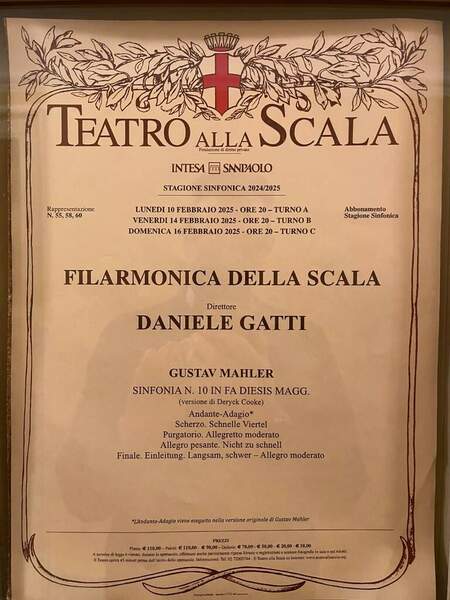 TEATRO ALLA SCALA
Fondazione di diritto privato
INTESA SANPAOLO
STAGIONE SINFONICA 2024/2025
Rappresentazione
N. 55, 58, 60
LUNEDI 10 FEBBRAIO 2025 - ORE 20 – TURNO A
VENERDI 14 FEBBRAIO 2025 - ORE 20 – TURNO B
DOMENICA 16 FEBBRAIO 2025 - ORE 20 – TURNO C
Abbonamento
Stagione Sinfonica
FILARMONICA DELLA SCALA
Direttore
DANIELE GATTI
GUSTAV MAHLER
SINFONIA N. 10 IN FA DIESIS MAGG.
(versione di Deryck Cooke)
Andante-Adagio*
Scherzo. Schnelle Viertel
Purgatorio. Allegretto moderato
Allegro pesante. Nicht zu schnell
Finale. Einleitung. Langsam, schwer – Allegro moderato
*L'Andante-Adagio viene eseguito nella versione originale di Gustav Mahler
PREZZI